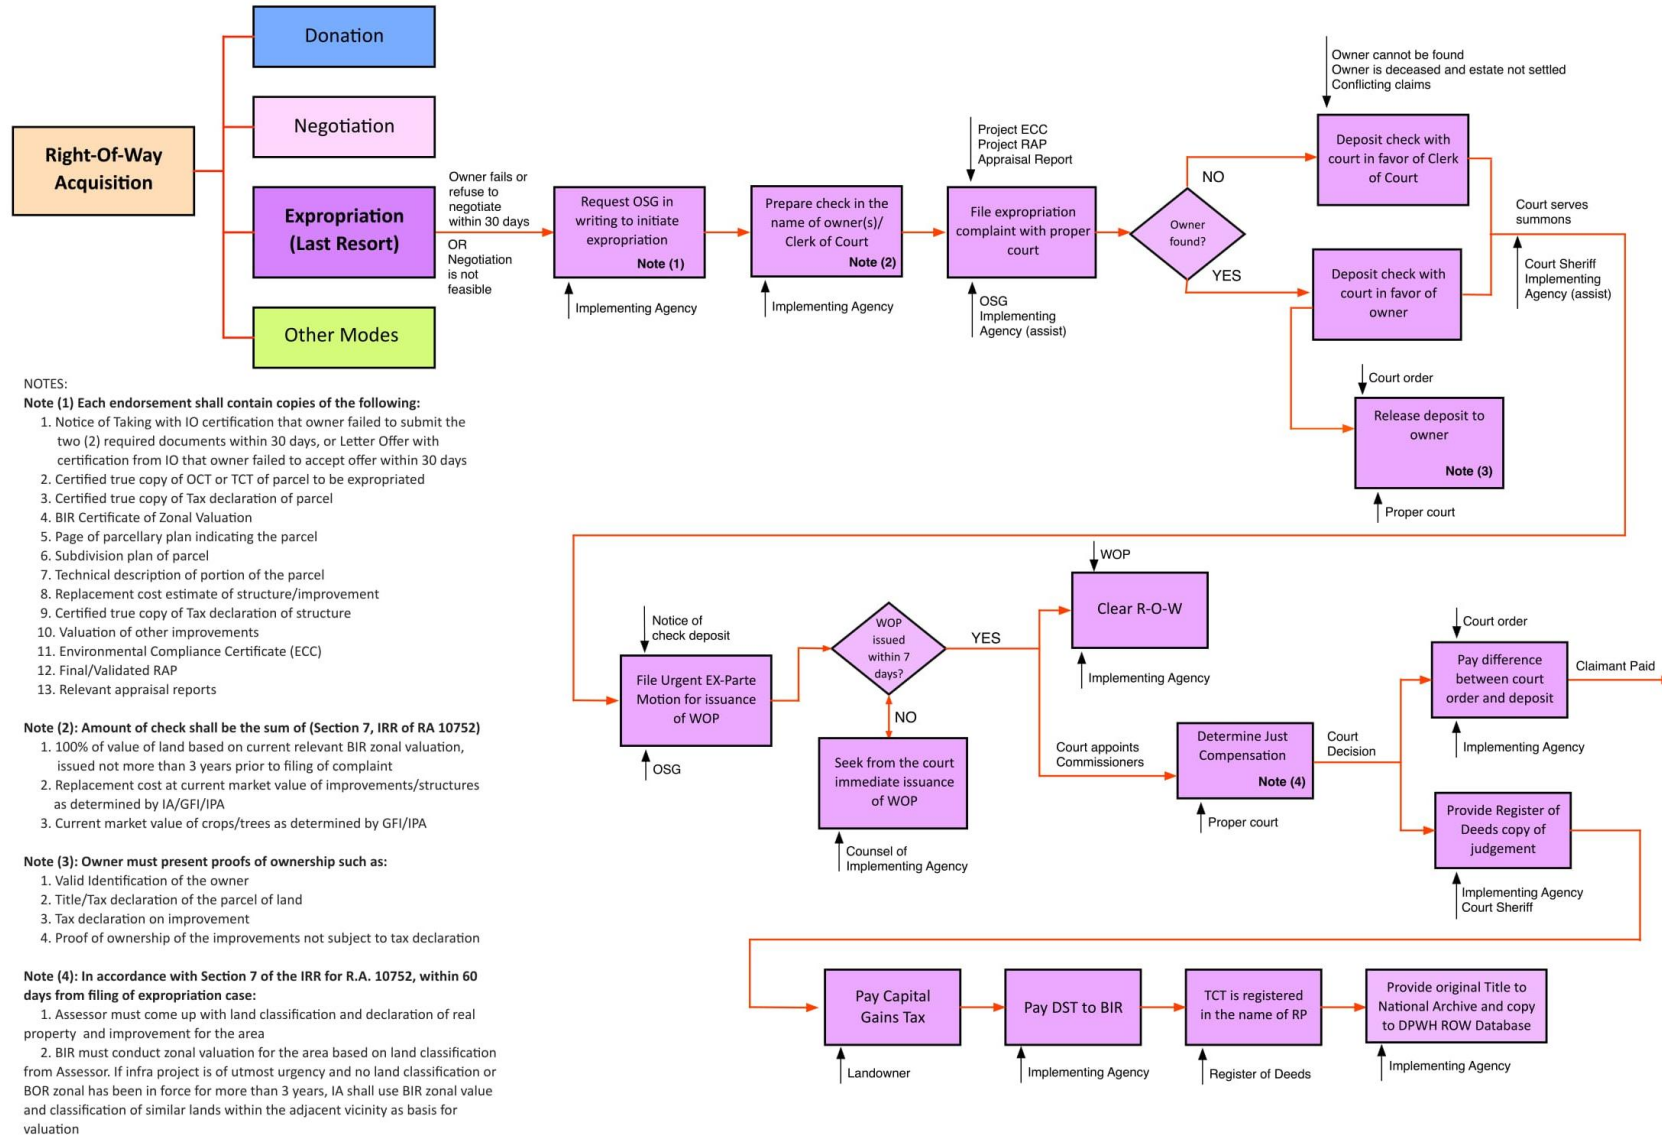 Donation
Negotiation
Right-Of-Way
Acquisition
Expropriation
(Last Resort)
Other Modes
Owner fails or
refuse to
negotiate
within 30 days
OR
Negotiation
is not
feasible
Request OSG in
writing to initiate
expropriation
Note (1)
Implementing Agency
Prepare check in the
name of owner(s)/
Clerk of Court
Note (2)
Implementing Agency
Project ECC
Project RAP
Appraisal Report
File expropriation
complaint with proper
court
OSG
Implementing
Agency (assist)
Owner
found?
NO
YES
Owner cannot be found
Owner is deceased and estate not settled
Conflicting claims
Deposit check with
court in favor of Clerk
of Court
Deposit check with
court in favor of
owner
Court serves
summons
Court Sheriff
Implementing
Agency (assist)
Court order
Release deposit to
owner
Note (3)
Proper court
NOTES:
Note (1) Each endorsement shall contain copies of the following:
1. Notice of Taking with IO certification that owner failed to submit the
two (2) required documents within 30 days, or Letter Offer with
certification from IO that owner failed to accept offer within 30 days
2. Certified true copy of OCT or TCT of parcel to be expropriated
3. Certified true copy of Tax declaration of parcel
4. BIR Certificate of Zonal Valuation
5. Page of parcellary plan indicating the parcel
6. Subdivision plan of parcel
7. Technical description of portion of the parcel
8. Replacement cost estimate of structure/improvement
9. Certified true copy of Tax declaration of structure
10. Valuation of other improvements
11. Environmental Compliance Certificate (ECC)
12. Final/Validated RAP
13. Relevant appraisal reports
Note (2): Amount of check shall be the sum of (Section 7, IRR of RA 10752)
1. 100% of value of land based on current relevant BIR zonal valuation,
issued not more than 3 years prior to filing of complaint
2. Replacement cost at current market value of improvements/structures
as determined by IA/GFI/IPA
3. Current market value of crops/trees as determined by GFI/IPA
Note (3): Owner must present proofs of ownership such as:
1. Valid Identification of the owner
2. Title/Tax declaration of the parcel of land
3. Tax declaration on improvement
4. Proof of ownership of the improvements not subject to tax declaration
Note (4): In accordance with Section 7 of the IRR for R.A. 10752, within 60
days from filing of expropriation case:
1. Assessor must come up with land classification and declaration of real
property and improvement for the area
2. BIR must conduct zonal valuation for the area based on land classification
from Assessor. If infra project is of utmost urgency and no land classification or
BOR zonal has been in force for more than 3 years, IA shall use BIR zonal value
and classification of similar lands within the adjacent vicinity as basis for
valuation
Notice of
check deposit
File Urgent EX-Parte
Motion for issuance
of WOP
OSG
WOP
issued
within 7
days?
YES
NO
Seek from the court
immediate issuance
of WOP
Counsel of
Implementing Agency
WOP
Clear R-O-W
Implementing Agency
Court appoints
Commissioners
Determine Just
Compensation
Note (4)
Proper court
Court
Decision
Court order
Pay difference
between court
order and deposit
Claimant Paid
Implementing Agency
Provide Register of
Deeds copy of
judgement
Implementing Agency
Court Sheriff
Pay Capital
Gains Tax
Landowner
Pay DST to BIR
Implementing Agency
TCT is registered
in the name of RP
Register of Deeds
Provide original Title to
National Archive and copy
to DPWH ROW Database
Implementing Agency